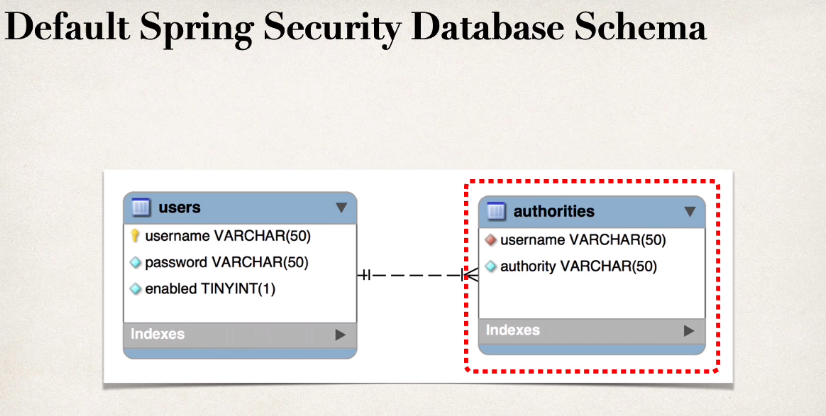 Default Spring Security Database Schema
users
username VARCHAR(50)
password VARCHAR(50)
enabled TINYINT(1)
Indexes
authorities
username VARCHAR(50)
authority VARCHAR(50)
Indexes